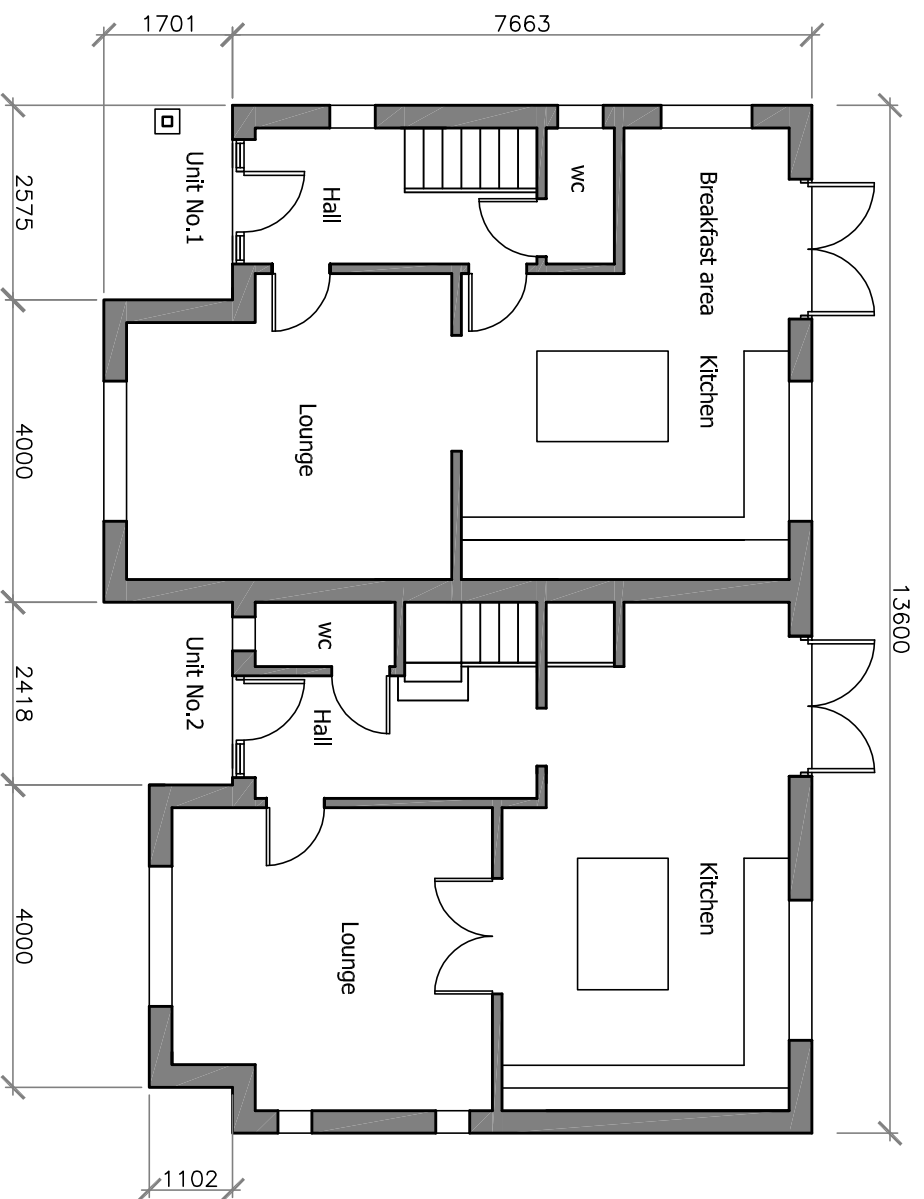 1701
7663
2575
4000
2418
4000
13600
1102
Unit No.1
Hall
wc
Breakfast area
Kitchen
Lounge
Unit No.2
wc
Hall
Kitchen
Lounge